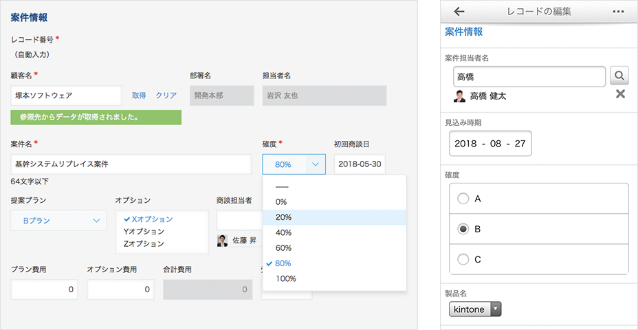 案件情報
レコード番号 *
（自動入力）
顧客名 * 部署名 担当者名
塚本ソフトウェア 取得 クリア 開発本部 岩沢 友也
参照先からデータが取得されました。
案件名 * 確度 * 初回商談日
基幹システムリプレイス案件 80% 2018-05-30
64文字以下
-----
0%
20%
40%
60%
80%
100%
提案プラン オプション 商談担当者
Bプラン
Xオプション
Yオプション
Zオプション
佐藤 昇
プラン費用 オプション費用 合計費用
0 0 0
レコードの編集
案件情報
案件担当者名
高橋
高橋 健太
見込み時期
2018 - 08 - 27
確度
A
B
C
製品名
kintone